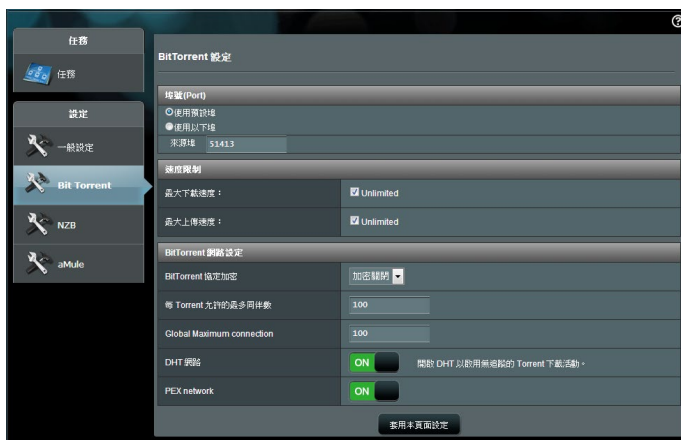 任務
任務
設定
一般設定
Bit Torrent
NZB
aMule
BitTorrent 設定
埠號(Port)
使用預設埠
使用以下埠
來源埠 51413
速度限制
最大下載速度： Unlimited
最大上傳速度： Unlimited
BitTorrent 網路設定
BitTorrent 協定加密 加密關閉
每 Torrent 允許的最多同伴數 100
Global Maximum connection 100
DHT 網路 ON 開啟 DHT 以啟用無追蹤的 Torrent 下載活動。
PEX network ON
套用本頁面設定